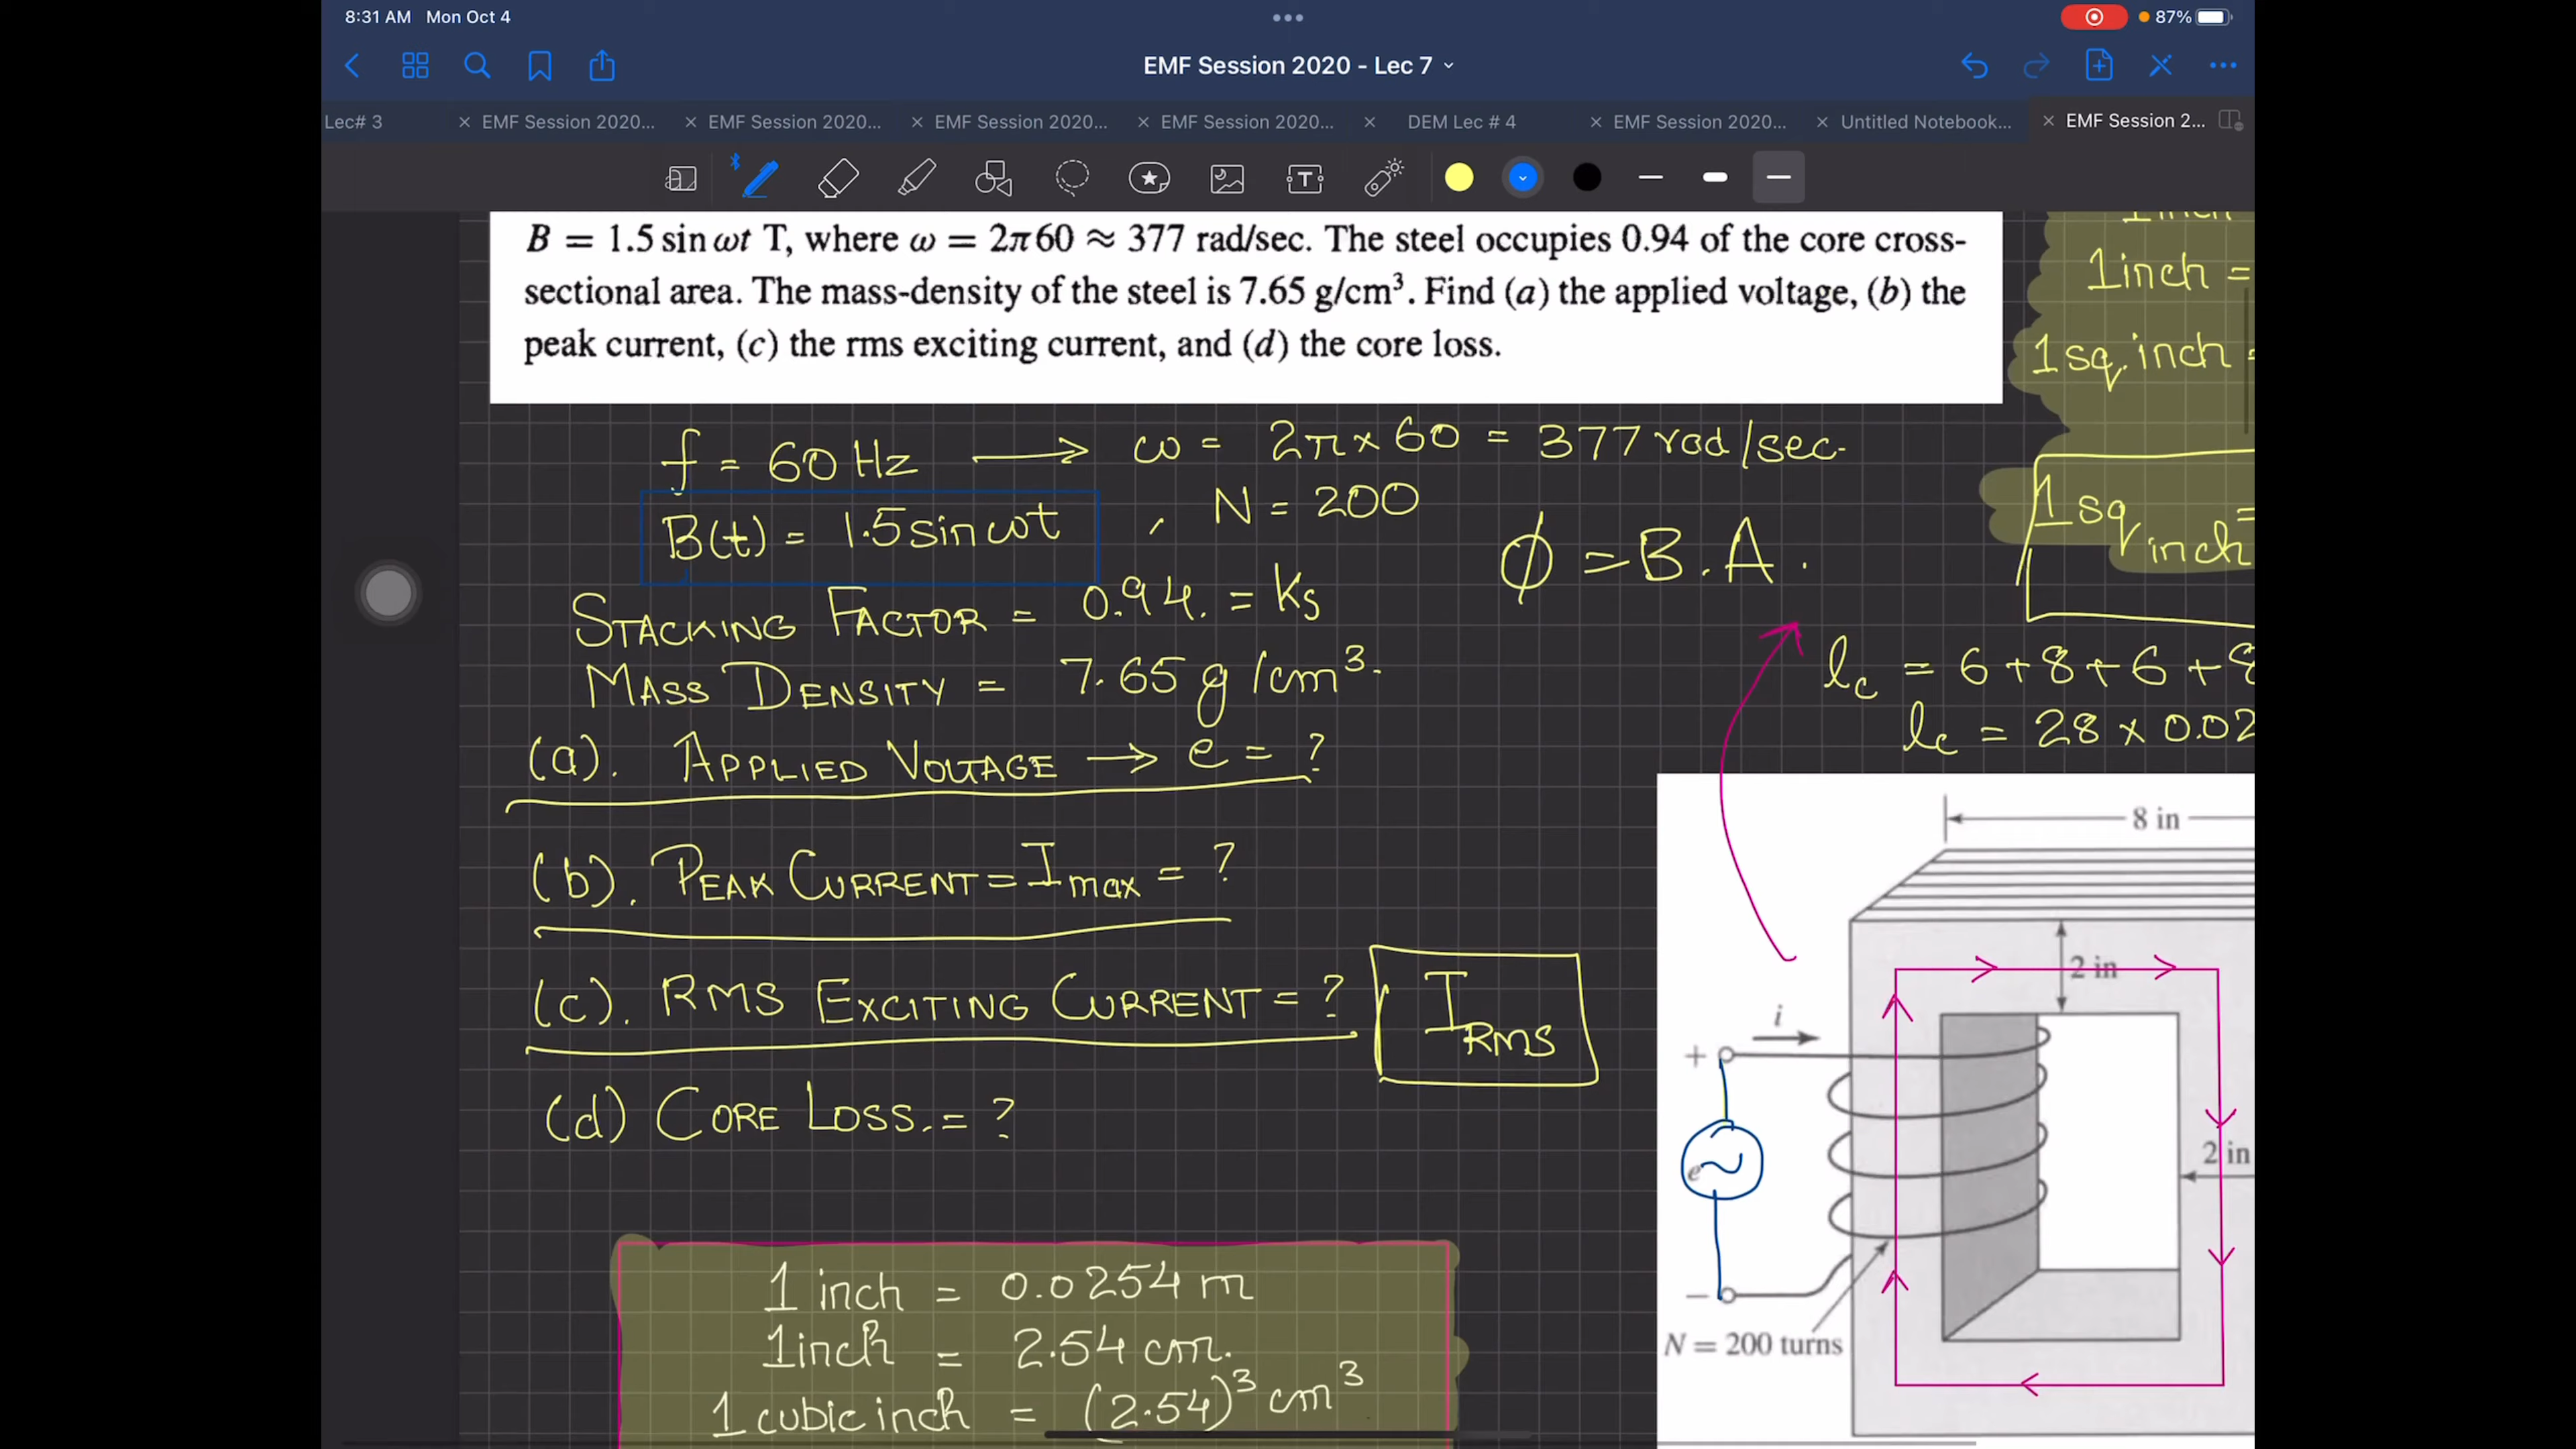 8:31 AM Mon Oct 4
87%
EMF Session 2020 - Lec 7
Lec# 3
EMF Session 2020...
EMF Session 2020...
EMF Session 2020...
EMF Session 2020...
DEM Lec # 4
EMF Session 2020...
Untitled Notebook...
EMF Session 2...
B = 1.5 sin ωt T, where ω = 2π60 ≈ 377 rad/sec. The steel occupies 0.94 of the core cross-
sectional area. The mass-density of the steel is 7.65 g/cm³. Find (a) the applied voltage, (b) the
peak current, (c) the rms exciting current, and (d) the core loss.
1 inch =
1 sq. inch =
1 sq inch =
f = 60 Hz → ω = 2π × 60 = 377 rad/sec.
B(t) = 1.5 sin ωt , N = 200
ϕ = B . A .
STACKING FACTOR = 0.94. = Ks
MASS DENSITY = 7.65 g/cm³.
lc = 6 + 8 + 6 + 8
lc = 28 × 0.02
(a). APPLIED VOLTAGE → e = ?
(b). PEAK CURRENT = Imax = ?
(c). RMS EXCITING CURRENT = ? IRMS
(d) CORE LOSS. = ?
8 in
2 in
i
+
e
2 in
−
N = 200 turns
1 inch = 0.0254 m
1 inch = 2.54 cm.
1 cubic inch = (2.54)³ cm³